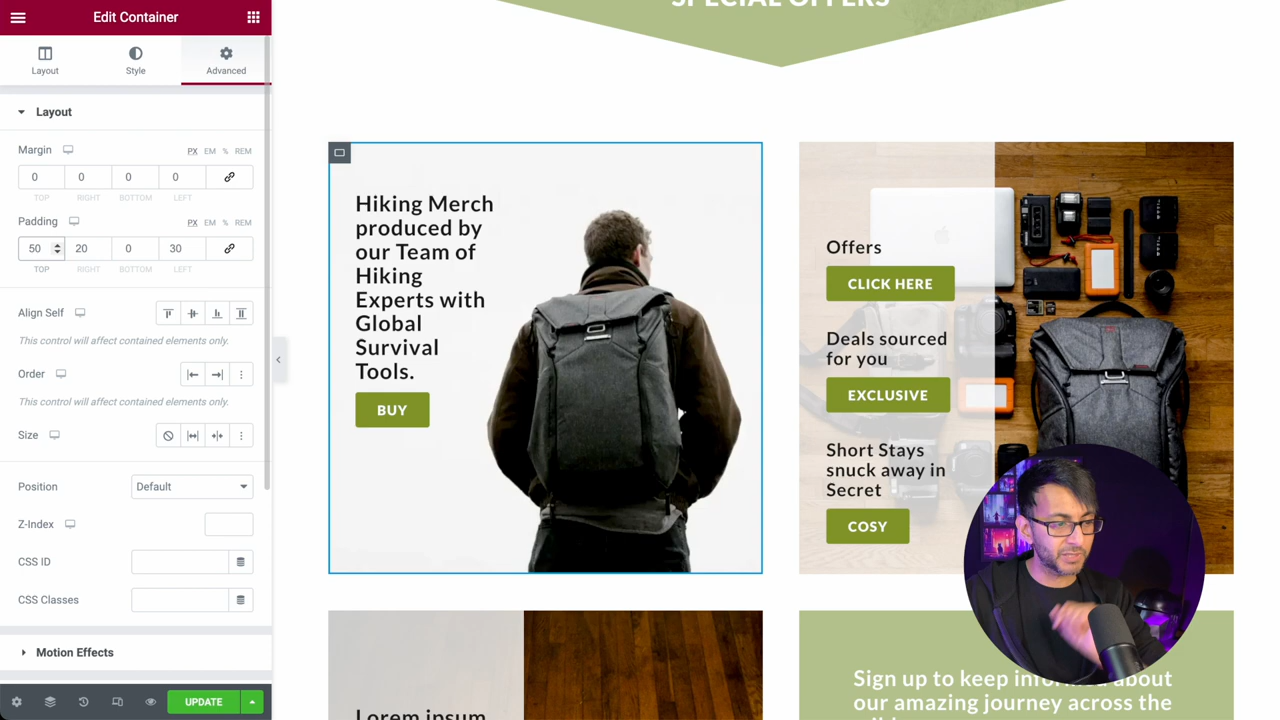 Edit Container
Layout
Style
Advanced
Layout
Margin
PX EM % REM
0 0 0 0
TOP RIGHT BOTTOM LEFT
Padding
PX EM % REM
50 20 0 30
TOP RIGHT BOTTOM LEFT
Align Self
This control will affect contained elements only.
Order
This control will affect contained elements only.
Size
Position
Default
Z-Index
CSS ID
CSS Classes
Motion Effects
UPDATE
SPECIAL OFFERS
Hiking Merch
produced by
our Team of
Hiking
Experts with
Global
Survival
Tools.
BUY
Offers
CLICK HERE
Deals sourced
for you
EXCLUSIVE
Short Stays
snuck away in
Secret
COSY
Lorem ipsum
Sign up to keep informed about
our amazing journey across the